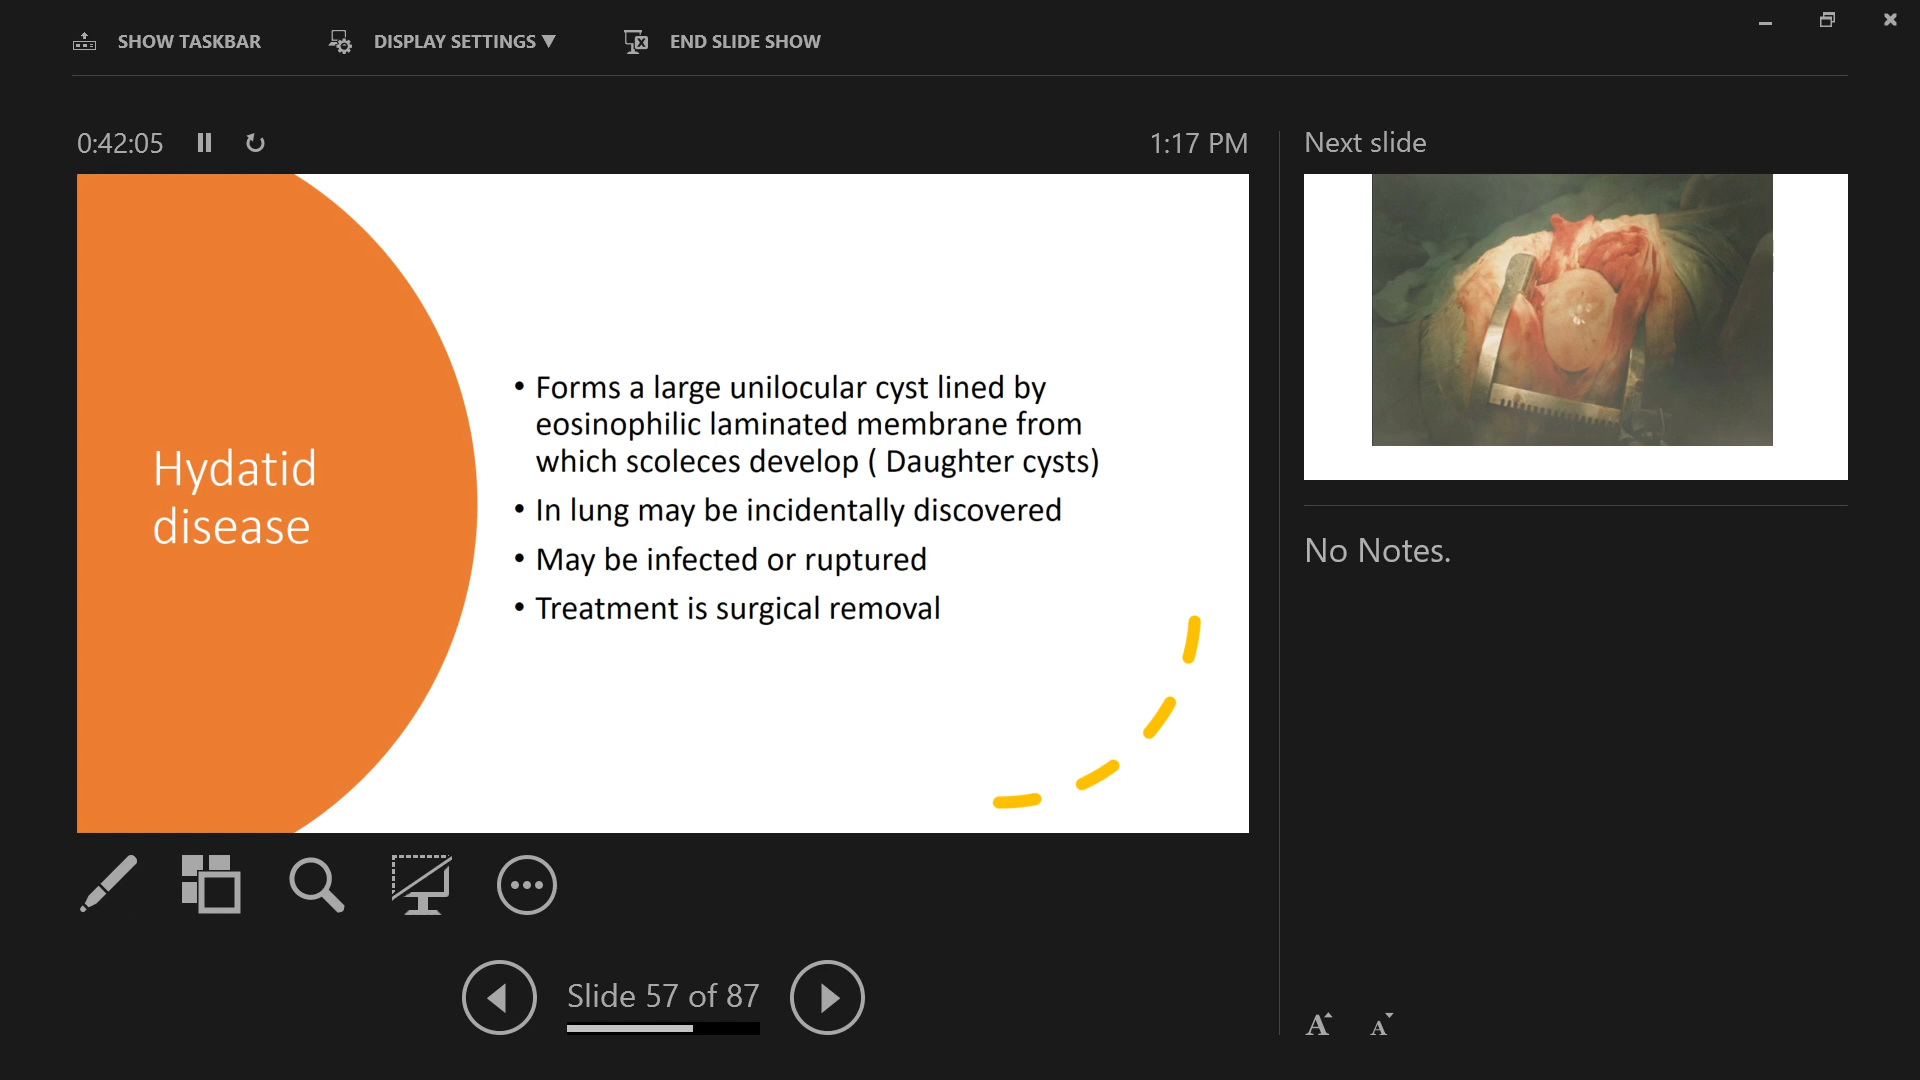 SHOW TASKBAR
DISPLAY SETTINGS ▼
END SLIDE SHOW
0:42:05
1:17 PM
Next slide
Hydatid
disease
• Forms a large unilocular cyst lined by
eosinophilic laminated membrane from
which scoleces develop ( Daughter cysts)
• In lung may be incidentally discovered
• May be infected or ruptured
• Treatment is surgical removal
No Notes.
Slide 57 of 87
A A